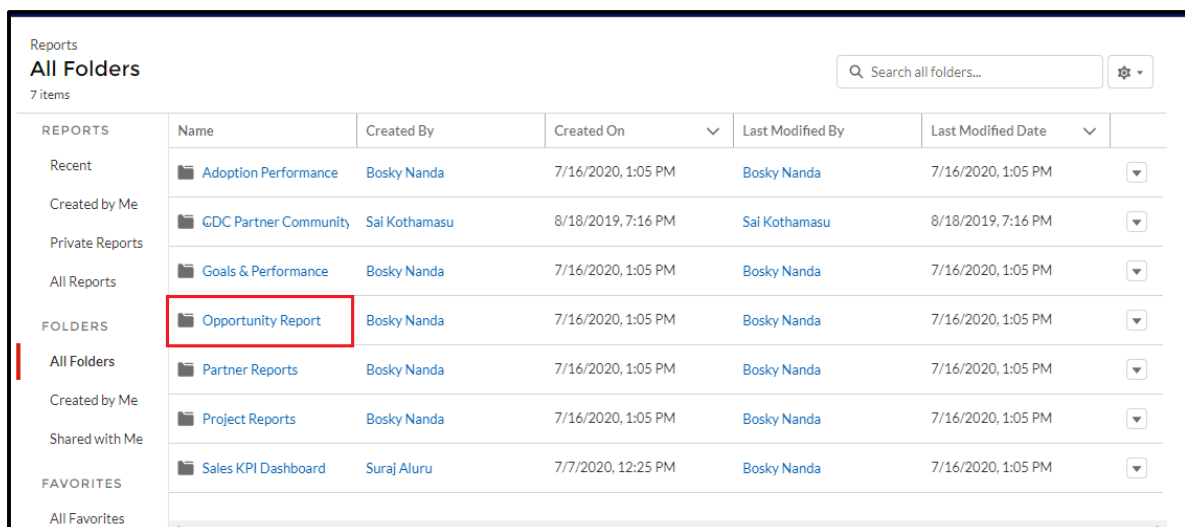 Reports
All Folders
7 items
Search all folders...
REPORTS
Recent
Created by Me
Private Reports
All Reports
FOLDERS
All Folders
Created by Me
Shared with Me
FAVORITES
All Favorites
Name Created By Created On Last Modified By Last Modified Date
Adoption Performance Bosky Nanda 7/16/2020, 1:05 PM Bosky Nanda 7/16/2020, 1:05 PM
GDC Partner Community Sai Kothamasu 8/18/2019, 7:16 PM Sai Kothamasu 8/18/2019, 7:16 PM
Goals & Performance Bosky Nanda 7/16/2020, 1:05 PM Bosky Nanda 7/16/2020, 1:05 PM
Opportunity Report Bosky Nanda 7/16/2020, 1:05 PM Bosky Nanda 7/16/2020, 1:05 PM
Partner Reports Bosky Nanda 7/16/2020, 1:05 PM Bosky Nanda 7/16/2020, 1:05 PM
Project Reports Bosky Nanda 7/16/2020, 1:05 PM Bosky Nanda 7/16/2020, 1:05 PM
Sales KPI Dashboard Suraj Aluru 7/7/2020, 12:25 PM Bosky Nanda 7/16/2020, 1:05 PM